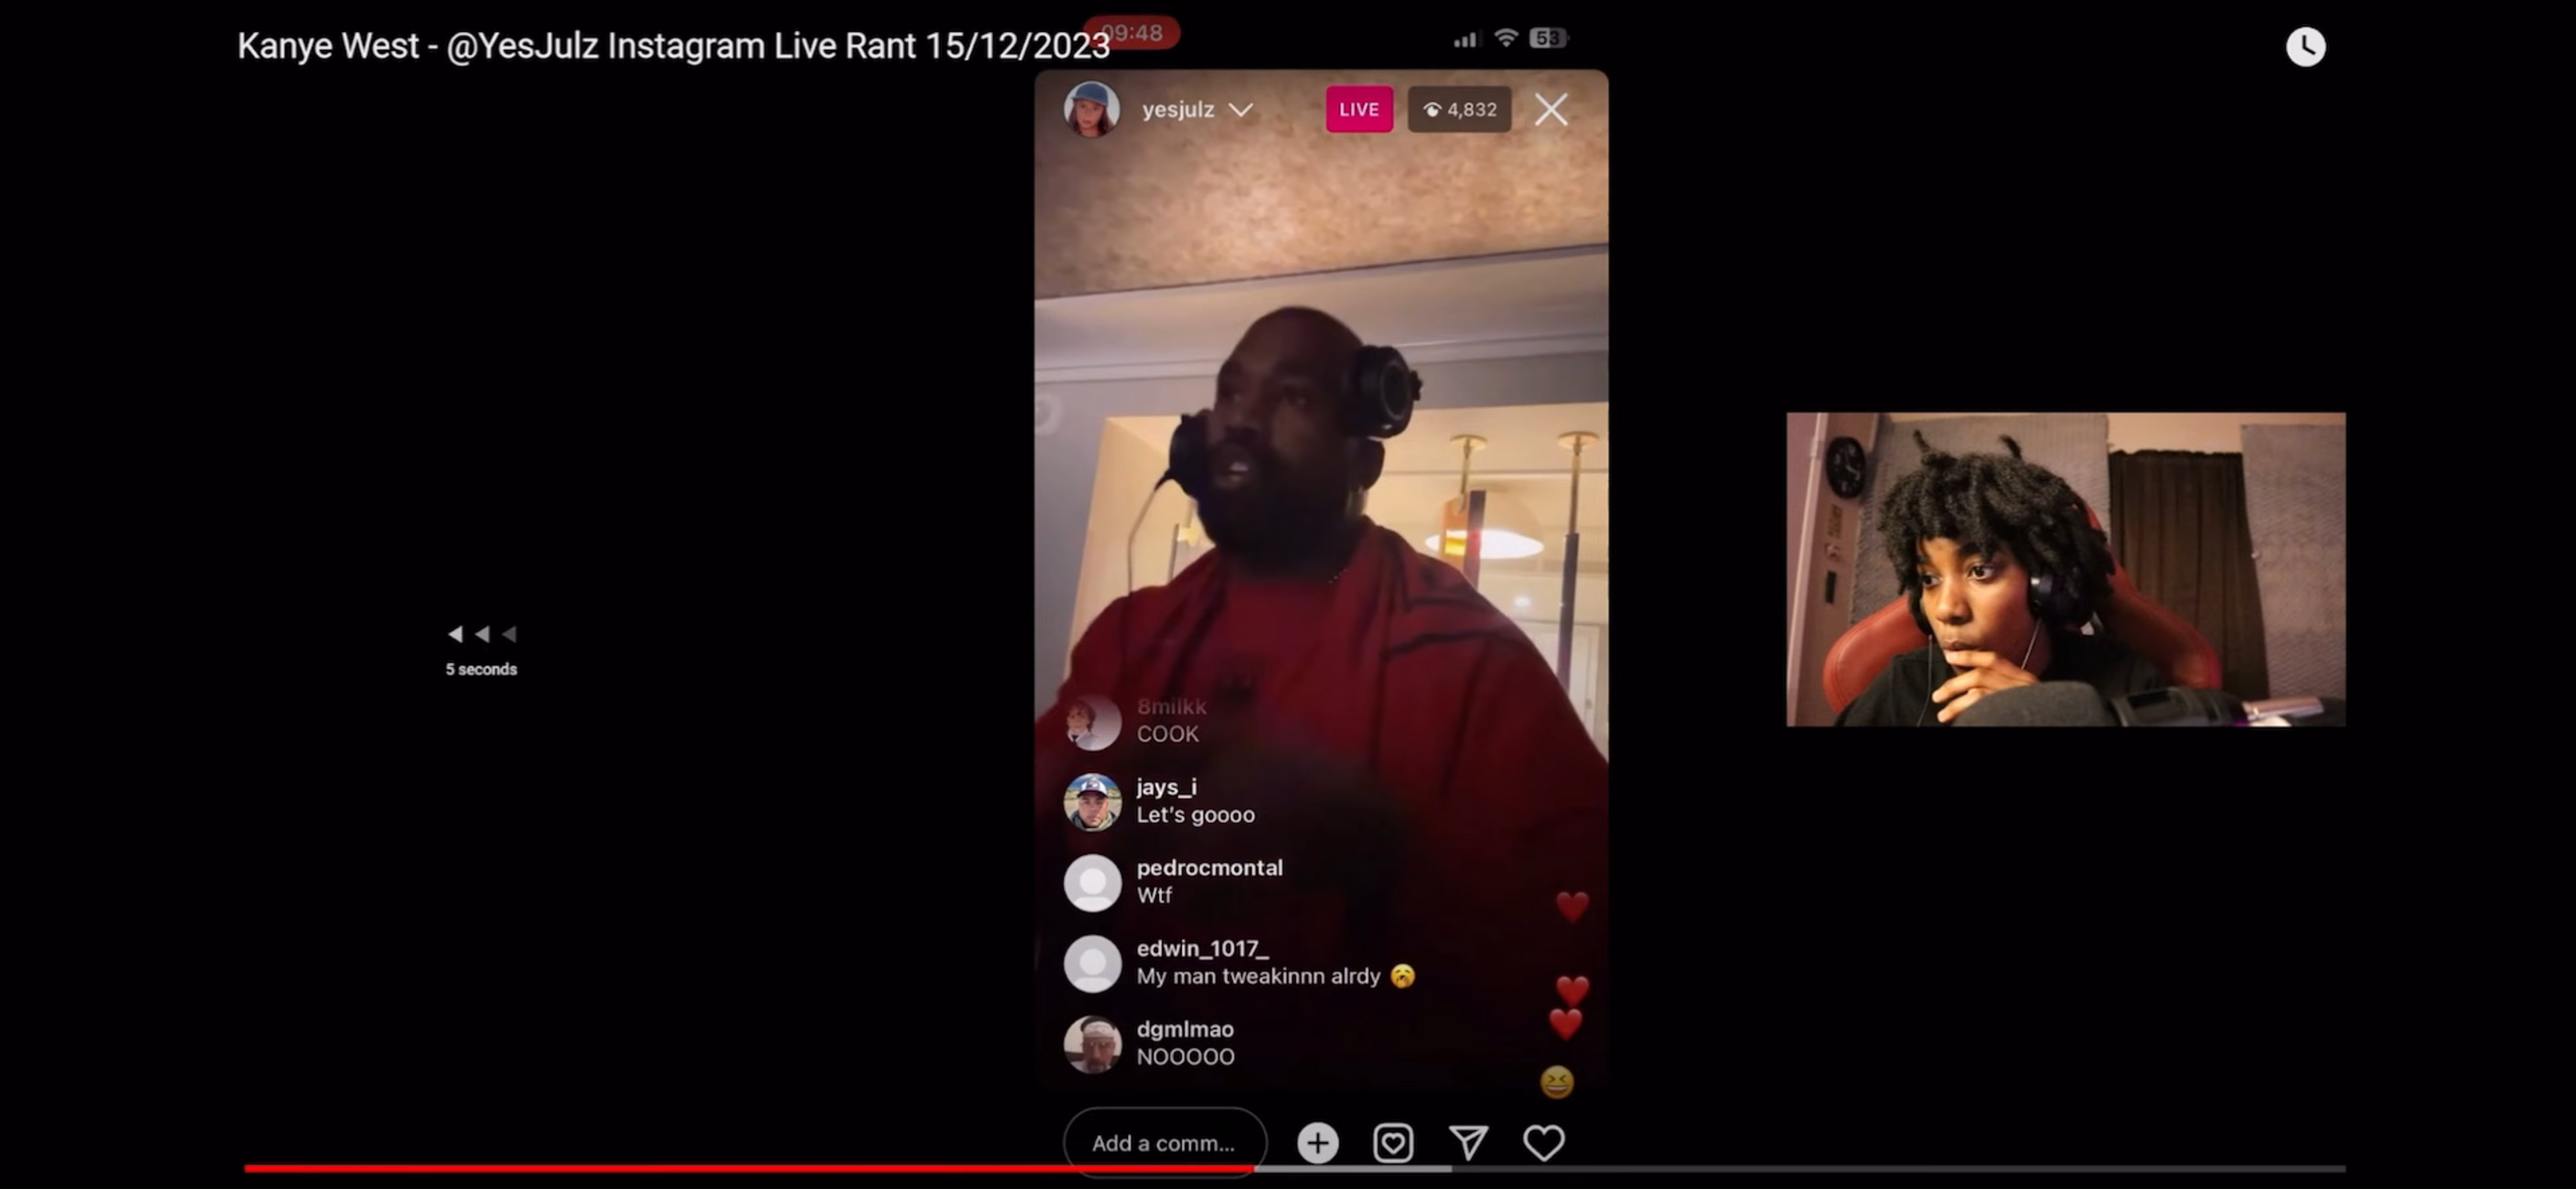 Kanye West - @YesJulz Instagram Live Rant 15/12/2023
09:48
53
yesjulz
LIVE
4,832
5 seconds
8milkk
COOK
jays_i
Let's goooo
pedrocmontal
Wtf
edwin_1017_
My man tweakinnn alrdy 🥱
dgmlmao
NOOOOO
Add a comm...